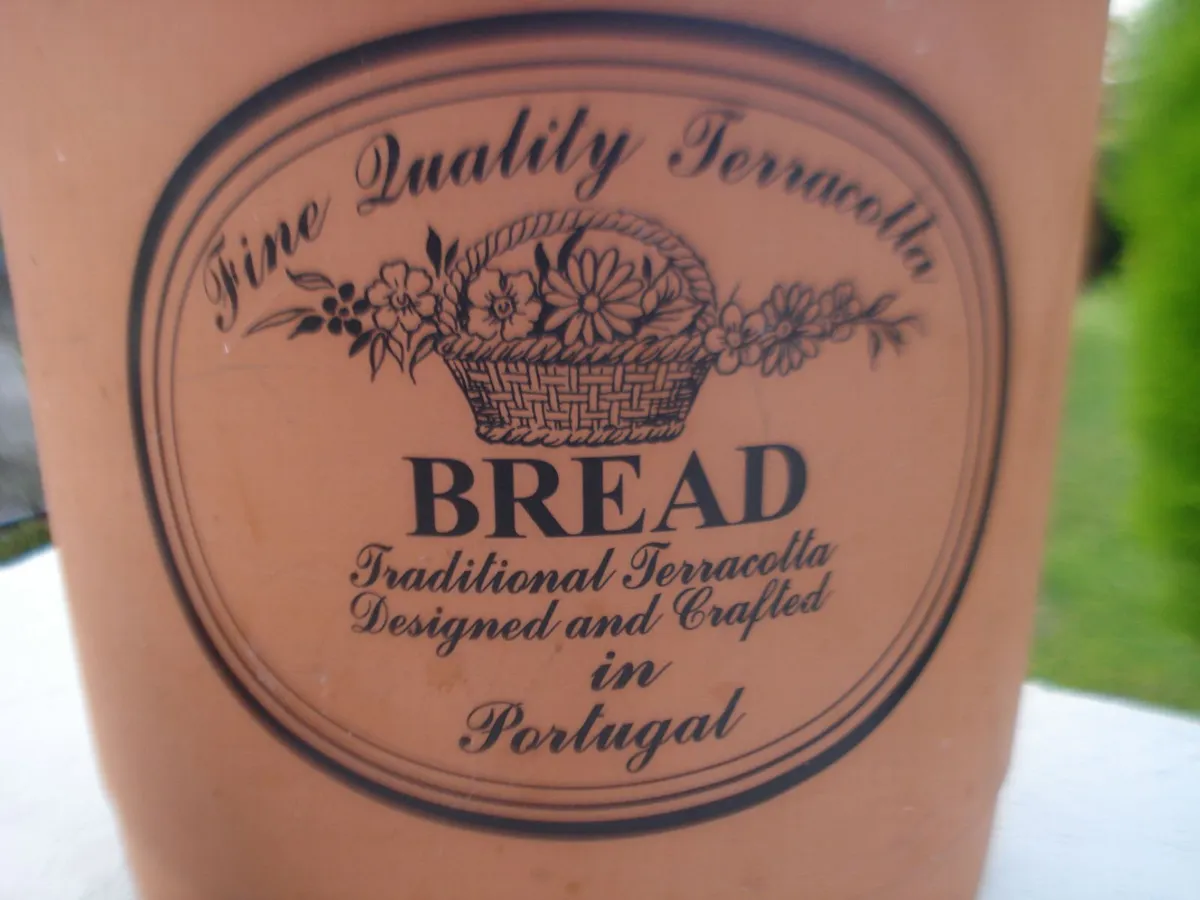 Fine Quality Terracotta
BREAD
Traditional Terracotta
Designed and Crafted
in
Portugal